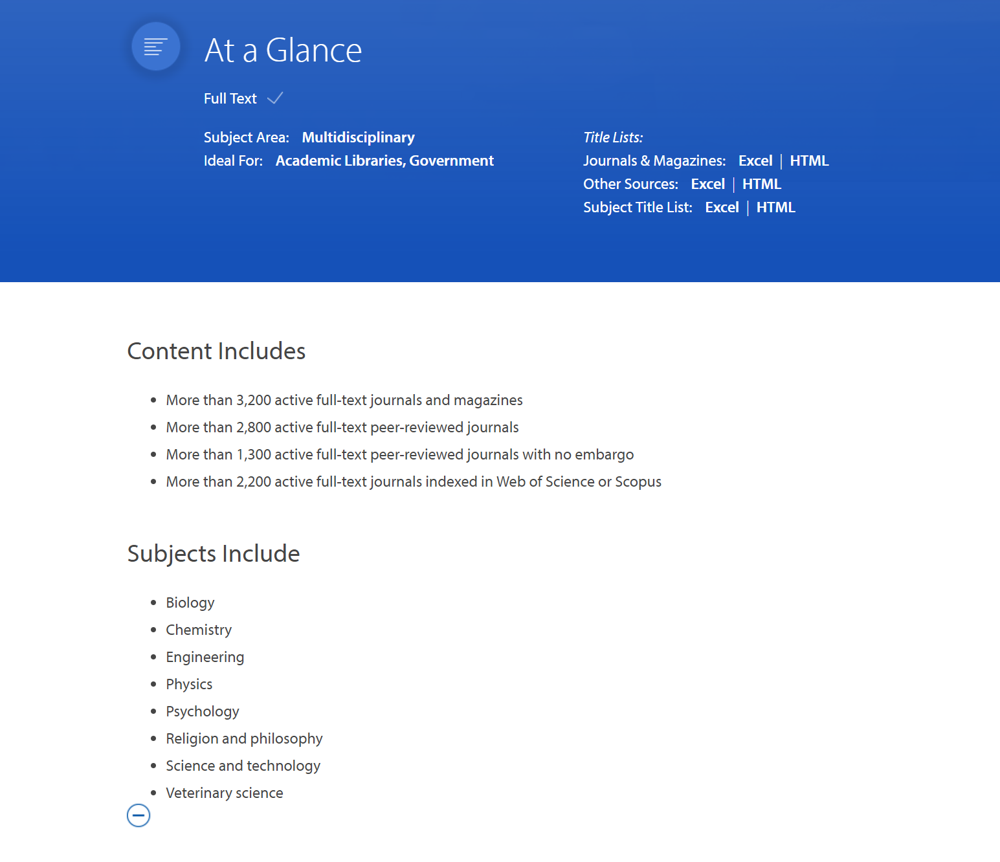 At a Glance
Full Text
Subject Area: Multidisciplinary
Ideal For: Academic Libraries, Government
Title Lists:
Journals & Magazines: Excel | HTML
Other Sources: Excel | HTML
Subject Title List: Excel | HTML
Content Includes
More than 3,200 active full-text journals and magazines
More than 2,800 active full-text peer-reviewed journals
More than 1,300 active full-text peer-reviewed journals with no embargo
More than 2,200 active full-text journals indexed in Web of Science or Scopus
Subjects Include
Biology
Chemistry
Engineering
Physics
Psychology
Religion and philosophy
Science and technology
Veterinary science